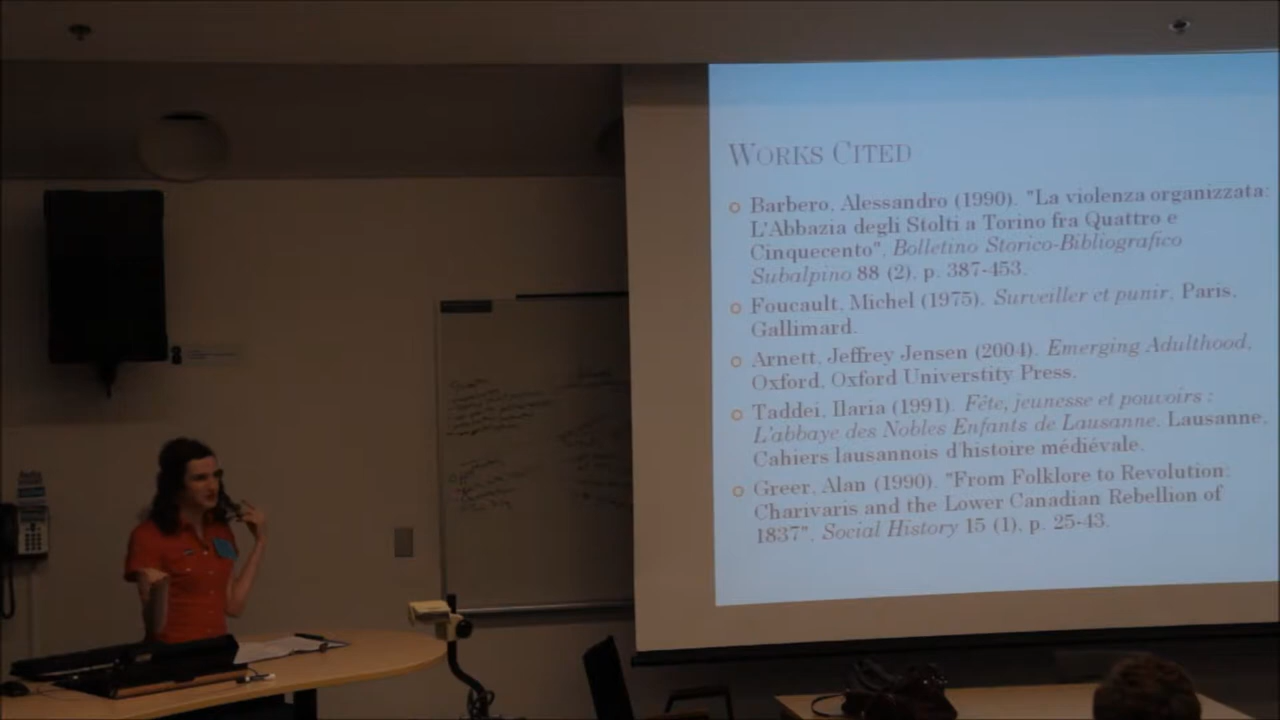 WORKS CITED
Barbero, Alessandro (1990). "La violenza organizzata:
L'Abbazia degli Stolti a Torino fra Quattro e
Cinquecento", Bolletino Storico-Bibliografico
Subalpino 88 (2), p. 387-453.
Foucault, Michel (1975). Surveiller et punir, Paris,
Gallimard.
Arnett, Jeffrey Jensen (2004). Emerging Adulthood,
Oxford, Oxford Universtity Press.
Taddei, Ilaria (1991). Fête, jeunesse et pouvoirs :
L'abbaye des Nobles Enfants de Lausanne. Lausanne,
Cahiers lausannois d'histoire médiévale.
Greer, Alan (1990). "From Folklore to Revolution:
Charivaris and the Lower Canadian Rebellion of
1837", Social History 15 (1), p. 25-43.